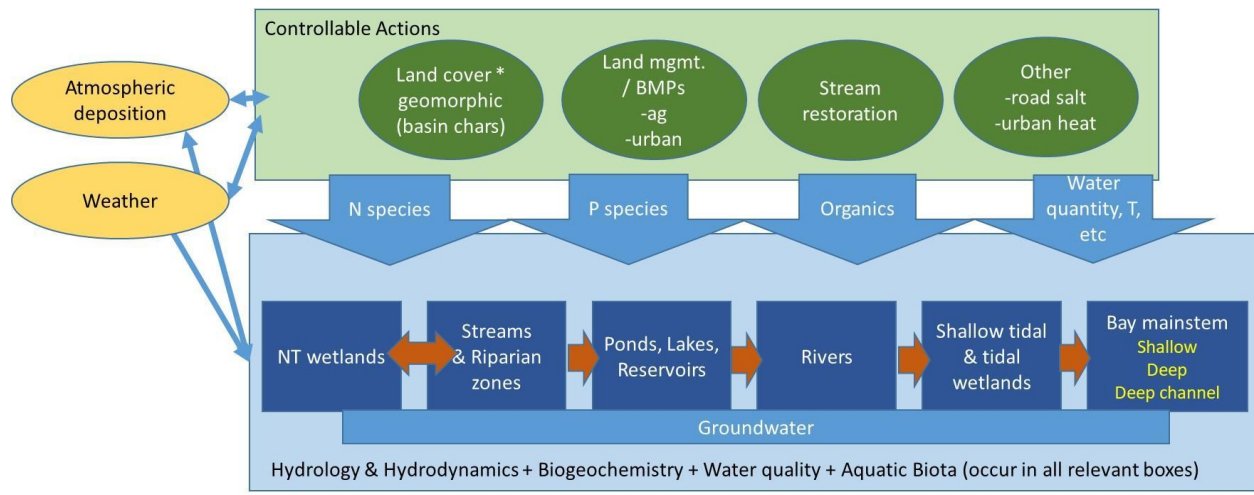 Controllable Actions
Atmospheric
deposition
Weather
Land cover *
geomorphic
(basin chars)
Land mgmt.
/ BMPs
-ag
-urban
Stream
restoration
Other
-road salt
-urban heat
N species
P species
Organics
Water
quantity, T,
etc
NT wetlands
Streams
& Riparian
zones
Ponds, Lakes,
Reservoirs
Rivers
Shallow tidal
& tidal
wetlands
Bay mainstem
Shallow
Deep
Deep channel
Groundwater
Hydrology & Hydrodynamics + Biogeochemistry + Water quality + Aquatic Biota (occur in all relevant boxes)